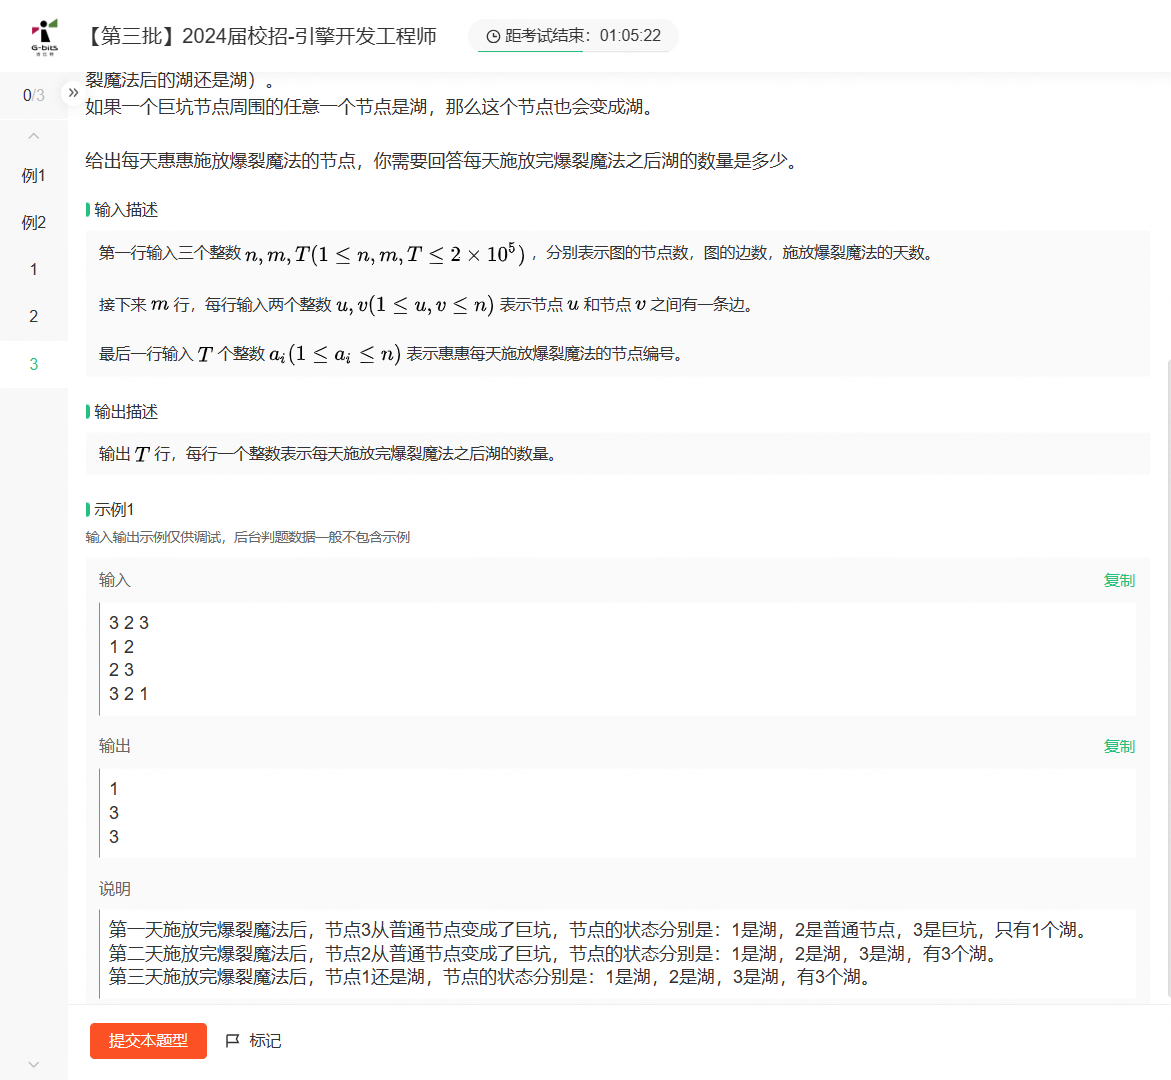 G-bits
【第三批】2024届校招-引擎开发工程师
距考试结束：01:05:22
0/3
例1
例2
1
2
3
裂魔法后的湖还是湖）。
如果一个巨坑节点周围的任意一个节点是湖，那么这个节点也会变成湖。
给出每天惠惠施放爆裂魔法的节点，你需要回答每天施放完爆裂魔法之后湖的数量是多少。
输入描述
第一行输入三个整数 n, m, T(1 ≤ n, m, T ≤ 2 × 10⁵) ，分别表示图的节点数，图的边数，施放爆裂魔法的天数。
接下来 m 行，每行输入两个整数 u, v(1 ≤ u, v ≤ n) 表示节点 u 和节点 v 之间有一条边。
最后一行输入 T 个整数 aᵢ(1 ≤ aᵢ ≤ n) 表示惠惠每天施放爆裂魔法的节点编号。
输出描述
输出 T 行，每行一个整数表示每天施放完爆裂魔法之后湖的数量。
示例1
输入输出示例仅供调试，后台判题数据一般不包含示例
输入
复制
3 2 3
1 2
2 3
3 2 1
输出
复制
1
3
3
说明
第一天施放完爆裂魔法后，节点3从普通节点变成了巨坑，节点的状态分别是：1是湖，2是普通节点，3是巨坑，只有1个湖。
第二天施放完爆裂魔法后，节点2从普通节点变成了巨坑，节点的状态分别是：1是湖，2是湖，3是湖，有3个湖。
第三天施放完爆裂魔法后，节点1还是湖，节点的状态分别是：1是湖，2是湖，3是湖，有3个湖。
提交本题型
标记